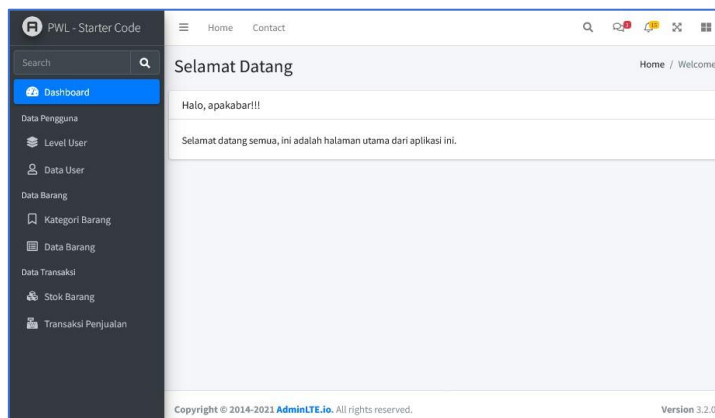 PWL - Starter Code
Home Contact
Search
Selamat Datang
Home / Welcome
Dashboard
Halo, apakabar!!!
Data Pengguna
Selamat datang semua, ini adalah halaman utama dari aplikasi ini.
Level User
Data User
Data Barang
Kategori Barang
Data Barang
Data Transaksi
Stok Barang
Transaksi Penjualan
Copyright © 2014-2021 AdminLTE.io. All rights reserved.
Version 3.2.0